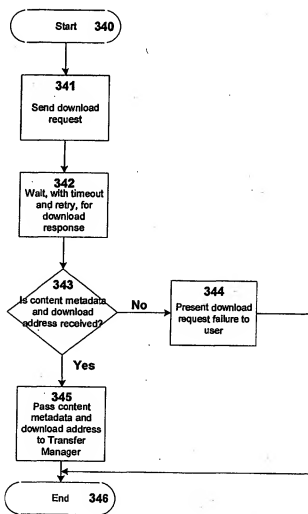 Start 340
341
Send download
request
342
Wait, with timeout
and retry, for
download
response
343
Is content metadata
and download
address received?
No
344
Present download
request failure to
user
Yes
345
Pass content
metadata and
download address
to Transfer
Manager
End 346